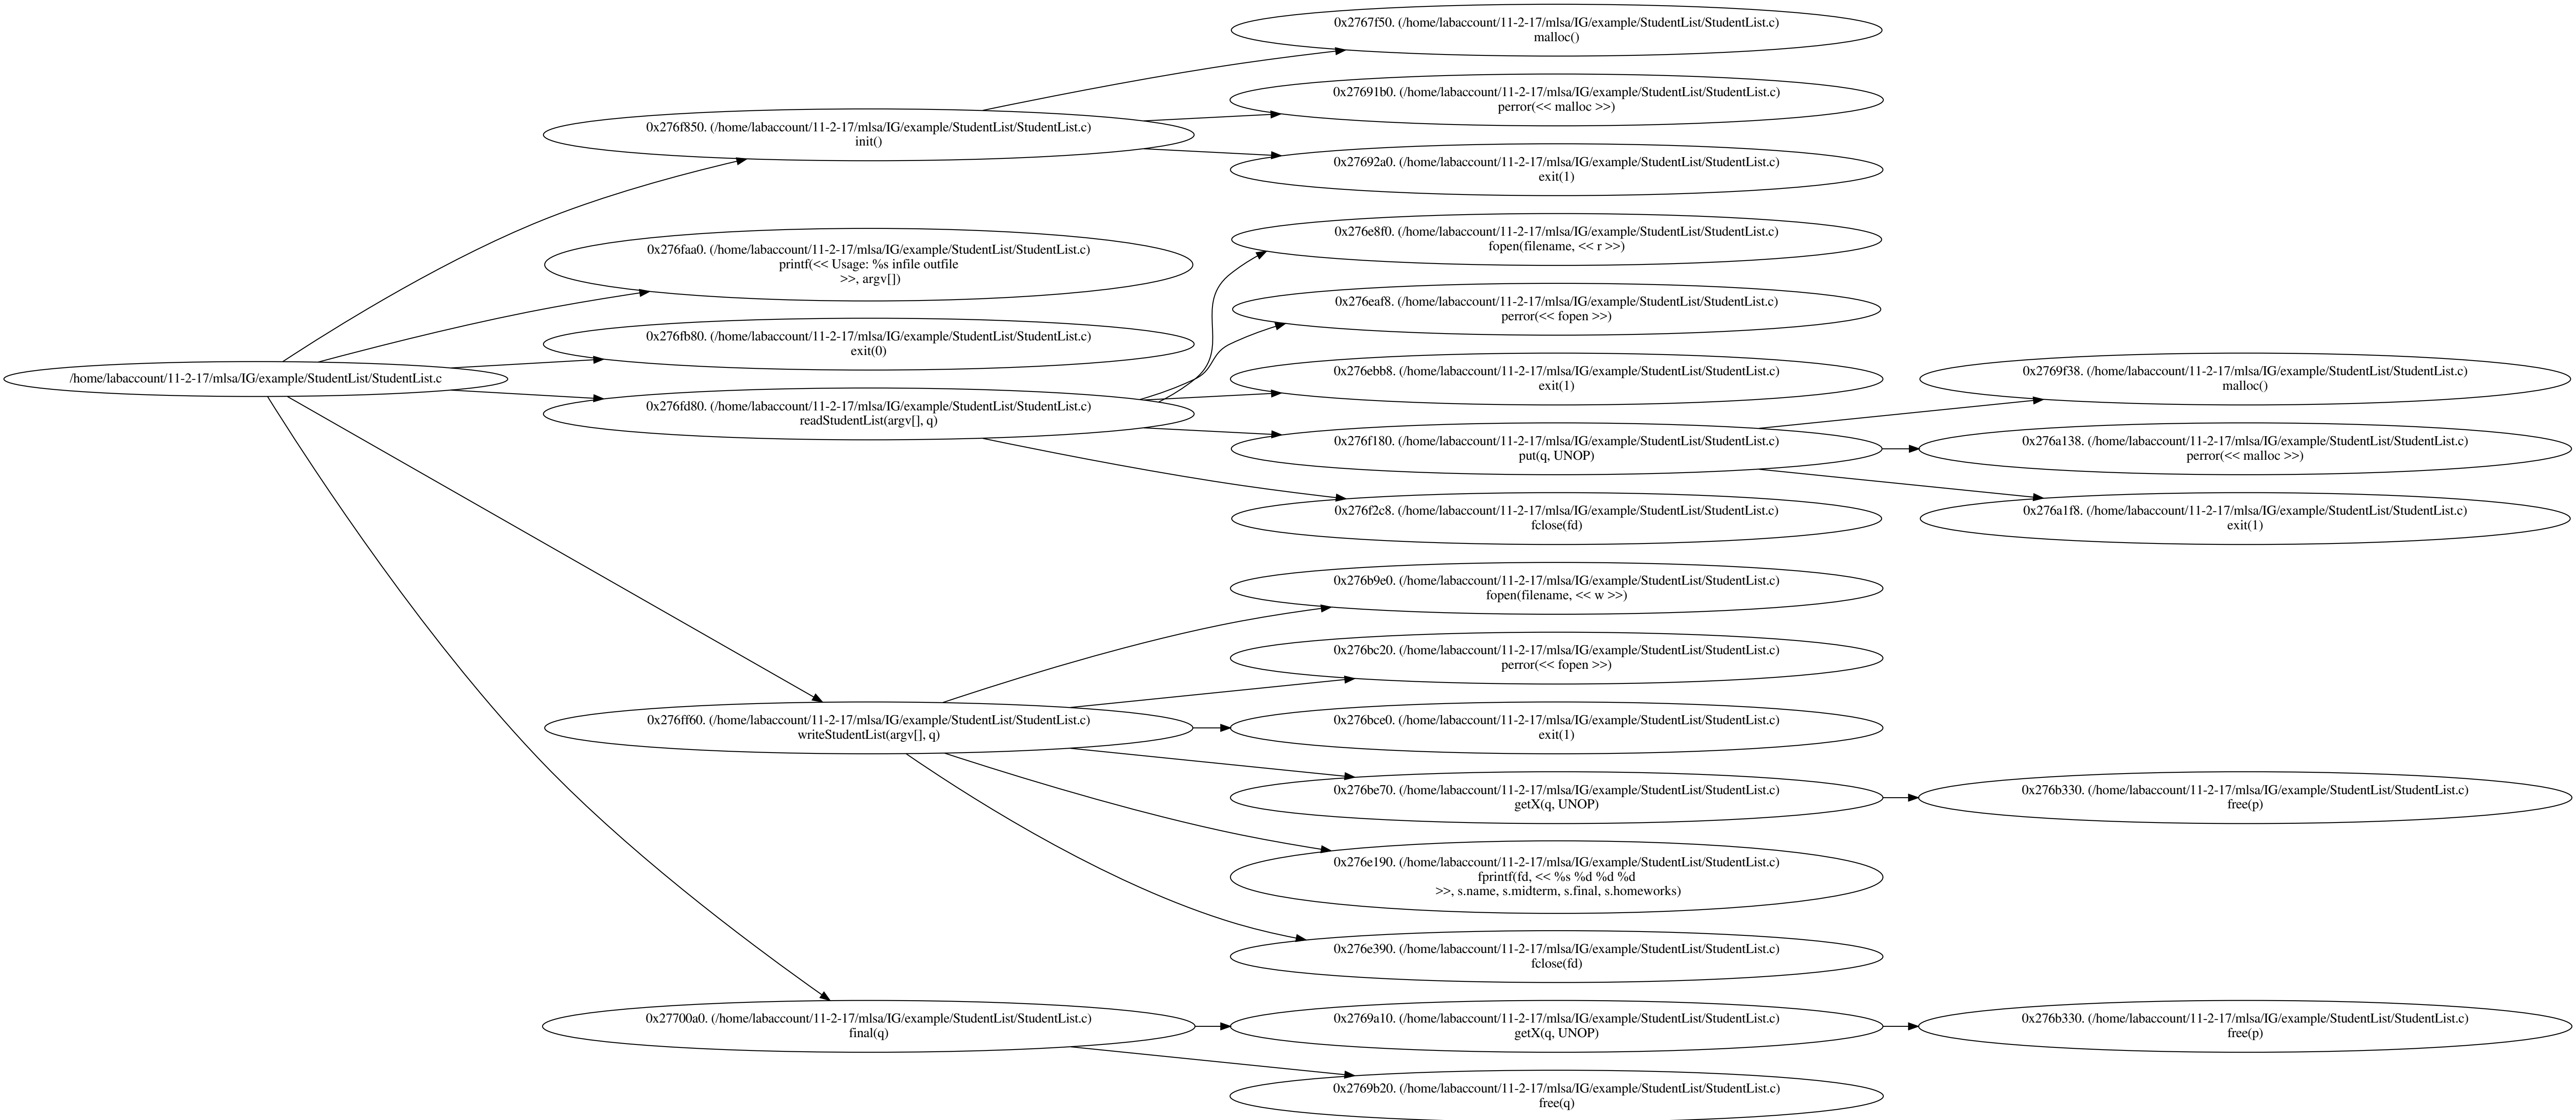 0x2767f50. (/home/labaccount/11-2-17/mlsa/IG/example/StudentList/StudentList.c)
malloc()
0x27691b0. (/home/labaccount/11-2-17/mlsa/IG/example/StudentList/StudentList.c)
perror(<< malloc >>)
0x276f850. (/home/labaccount/11-2-17/mlsa/IG/example/StudentList/StudentList.c)
init()
0x27692a0. (/home/labaccount/11-2-17/mlsa/IG/example/StudentList/StudentList.c)
exit(1)
0x276e8f0. (/home/labaccount/11-2-17/mlsa/IG/example/StudentList/StudentList.c)
fopen(filename, << r >>)
0x276faa0. (/home/labaccount/11-2-17/mlsa/IG/example/StudentList/StudentList.c)
printf(<< Usage: %s infile outfile
>>, argv[])
0x276eaf8. (/home/labaccount/11-2-17/mlsa/IG/example/StudentList/StudentList.c)
perror(<< fopen >>)
0x276fb80. (/home/labaccount/11-2-17/mlsa/IG/example/StudentList/StudentList.c)
exit(0)
/home/labaccount/11-2-17/mlsa/IG/example/StudentList/StudentList.c
0x276ebb8. (/home/labaccount/11-2-17/mlsa/IG/example/StudentList/StudentList.c)
exit(1)
0x2769f38. (/home/labaccount/11-2-17/mlsa/IG/example/StudentList/StudentList.c)
malloc()
0x276fd80. (/home/labaccount/11-2-17/mlsa/IG/example/StudentList/StudentList.c)
readStudentList(argv[], q)
0x276f180. (/home/labaccount/11-2-17/mlsa/IG/example/StudentList/StudentList.c)
put(q, UNOP)
0x276a138. (/home/labaccount/11-2-17/mlsa/IG/example/StudentList/StudentList.c)
perror(<< malloc >>)
0x276f2c8. (/home/labaccount/11-2-17/mlsa/IG/example/StudentList/StudentList.c)
fclose(fd)
0x276a1f8. (/home/labaccount/11-2-17/mlsa/IG/example/StudentList/StudentList.c)
exit(1)
0x276b9e0. (/home/labaccount/11-2-17/mlsa/IG/example/StudentList/StudentList.c)
fopen(filename, << w >>)
0x276bc20. (/home/labaccount/11-2-17/mlsa/IG/example/StudentList/StudentList.c)
perror(<< fopen >>)
0x276ff60. (/home/labaccount/11-2-17/mlsa/IG/example/StudentList/StudentList.c)
writeStudentList(argv[], q)
0x276bce0. (/home/labaccount/11-2-17/mlsa/IG/example/StudentList/StudentList.c)
exit(1)
0x276be70. (/home/labaccount/11-2-17/mlsa/IG/example/StudentList/StudentList.c)
getX(q, UNOP)
0x276b330. (/home/labaccount/11-2-17/mlsa/IG/example/StudentList/StudentList.c)
free(p)
0x276e190. (/home/labaccount/11-2-17/mlsa/IG/example/StudentList/StudentList.c)
fprintf(fd, << %s %d %d %d
>>, s.name, s.midterm, s.final, s.homeworks)
0x276e390. (/home/labaccount/11-2-17/mlsa/IG/example/StudentList/StudentList.c)
fclose(fd)
0x27700a0. (/home/labaccount/11-2-17/mlsa/IG/example/StudentList/StudentList.c)
final(q)
0x2769a10. (/home/labaccount/11-2-17/mlsa/IG/example/StudentList/StudentList.c)
getX(q, UNOP)
0x276b330. (/home/labaccount/11-2-17/mlsa/IG/example/StudentList/StudentList.c)
free(p)
0x2769b20. (/home/labaccount/11-2-17/mlsa/IG/example/StudentList/StudentList.c)
free(q)